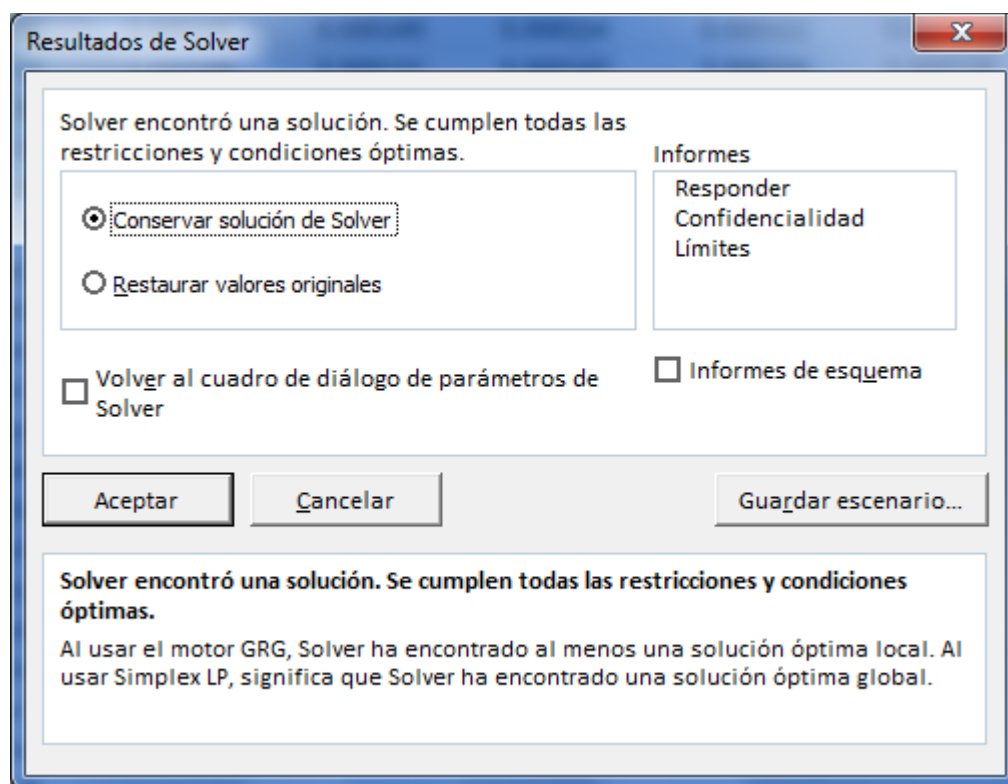 Resultados de Solver
Solver encontró una solución. Se cumplen todas las
restricciones y condiciones óptimas.
Conservar solución de Solver
Restaurar valores originales
Informes
Responder
Confidencialidad
Límites
Volver al cuadro de diálogo de parámetros de
Solver
Informes de esquema
Aceptar
Cancelar
Guardar escenario...
Solver encontró una solución. Se cumplen todas las restricciones y condiciones
óptimas.
Al usar el motor GRG, Solver ha encontrado al menos una solución óptima local. Al
usar Simplex LP, significa que Solver ha encontrado una solución óptima global.